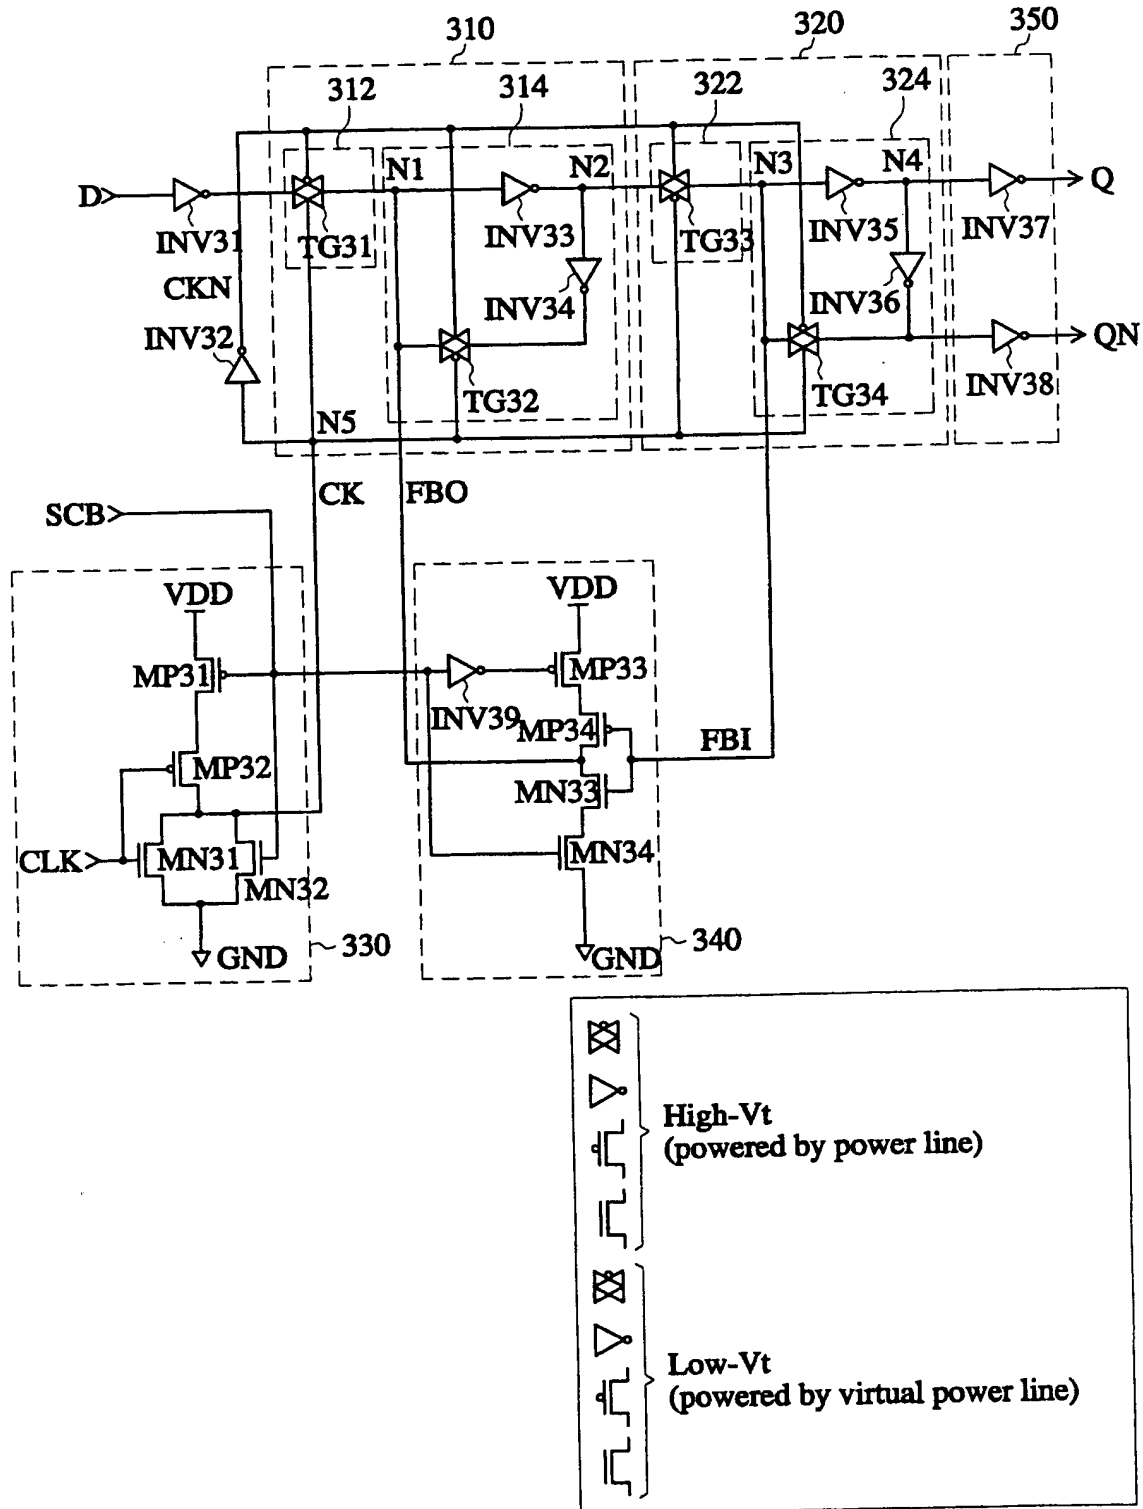 310
320
350
312
314
322
324
N1
N2
N3
N4
D
INV31
TG31
INV33
TG33
INV35
INV37
Q
CKN
INV34
INV36
INV32
TG32
TG34
INV38
QN
N5
CK
FBO
SCB
VDD
VDD
MP31
MP33
INV39
MP34
FBI
MP32
MN33
CLK
MN31
MN34
MN32
GND
330
GND
340
High-Vt
(powered by power line)
Low-Vt
(powered by virtual power line)